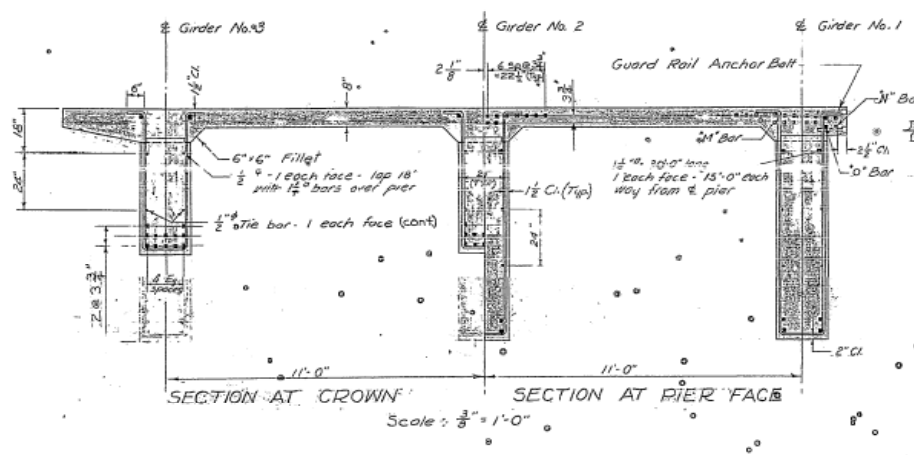 ℄ Girder No. 3
℄ Girder No. 2
℄ Girder No. 1
1½" Cl.
8"
2 1/8
Guard Rail Anchor Bolt
"N" Ba
18"
24"
6"×6" Fillet
½"φ - 1 each face - lap 18"
bars over pier
½"φ Tie bar - 1 each face (cont)
"M" Bar
2½" Cl.
"O" Bar
1 each face - 15'-0" each
way from ℄ pier
1½ Cl. (Typ)
24"
spaces
2 @ 3¾"
2" Cl.
11'-0"
11'-0"
SECTION AT CROWN
SECTION AT PIER FACE
Scale: ⅜" = 1'-0"